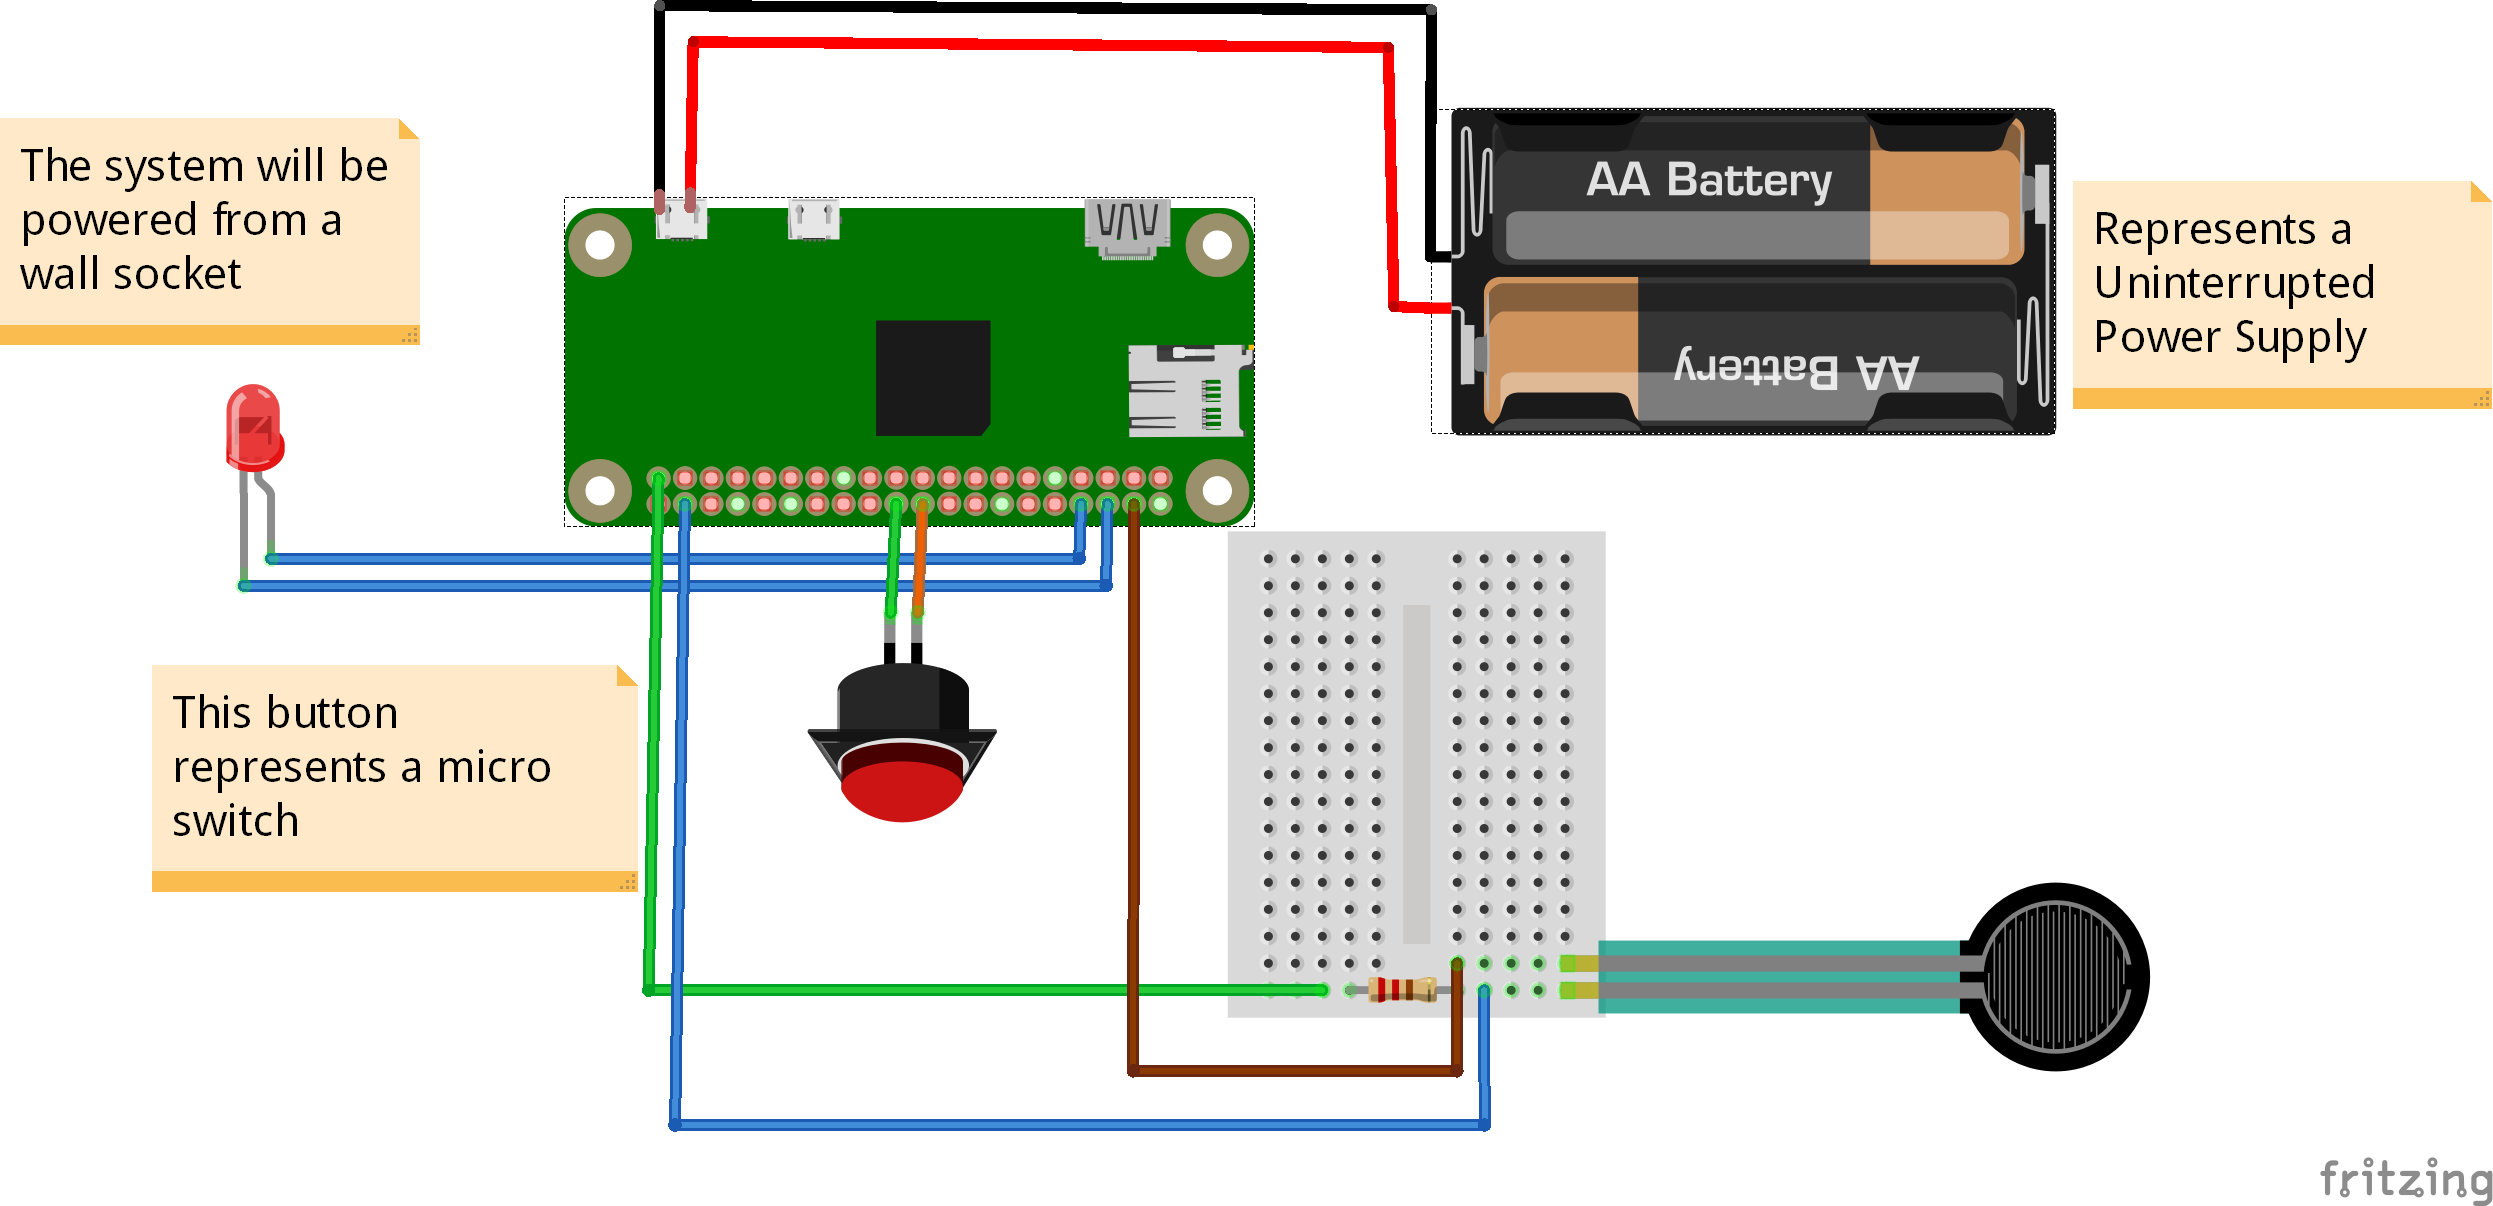 The system will be
powered from a
wall socket
AA Battery
AA Battery
Represents a
Uninterrupted
Power Supply
This button
represents a micro
switch
fritzing